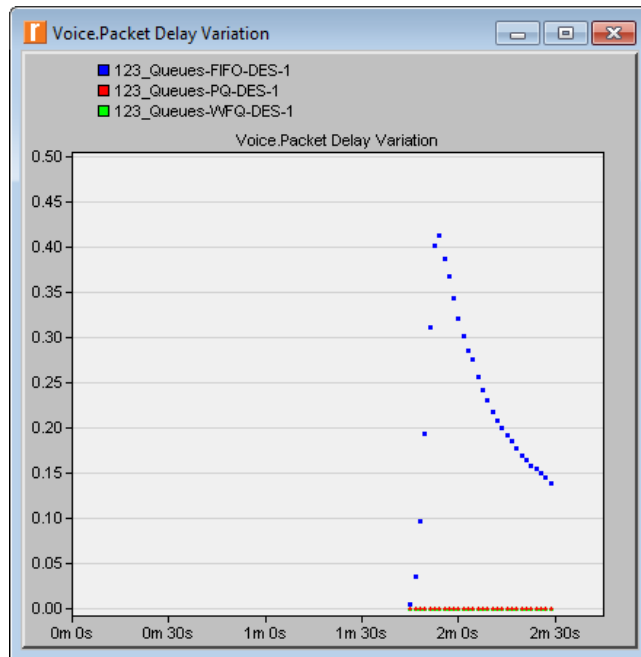 Voice.Packet Delay Variation
123_Queues-FIFO-DES-1
123_Queues-PQ-DES-1
123_Queues-WFQ-DES-1
Voice.Packet Delay Variation
0.50
0.45
0.40
0.35
0.30
0.25
0.20
0.15
0.10
0.05
0.00
0m 0s 0m 30s 1m 0s 1m 30s 2m 0s 2m 30s